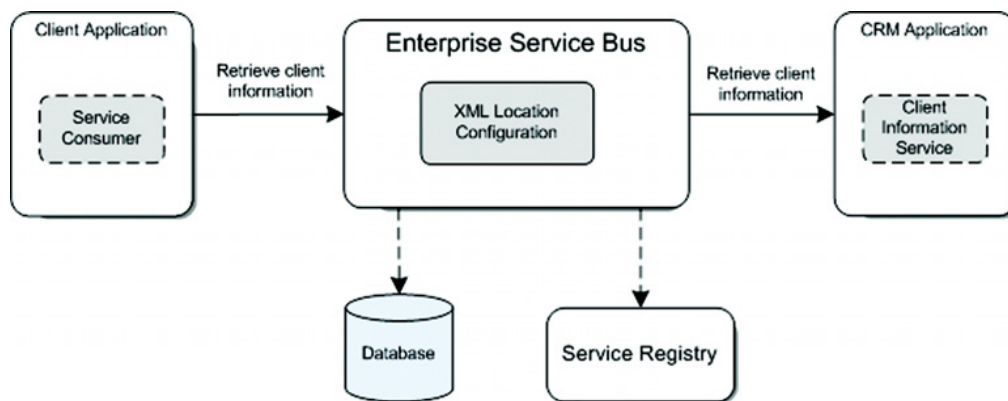 Client Application
Service
Consumer
Retrieve client
information
Enterprise Service Bus
XML Location
Configuration
Retrieve client
information
CRM Application
Client
Information
Service
Database
Service Registry